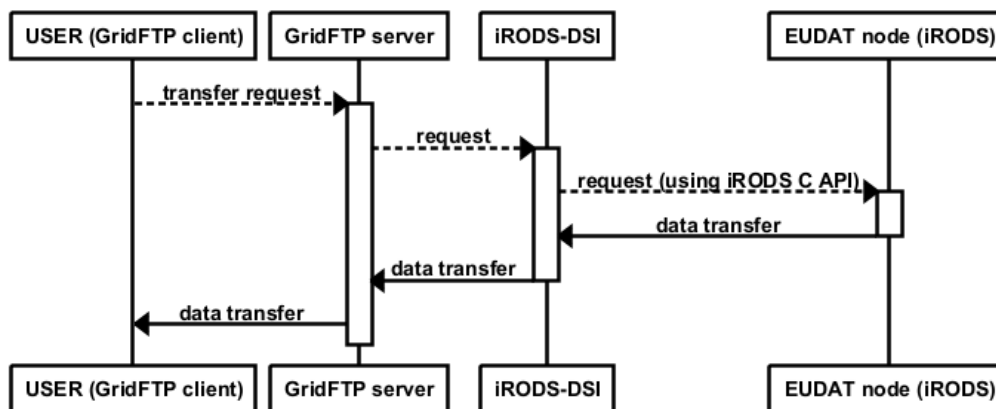 USER (GridFTP client)
GridFTP server
iRODS-DSI
EUDAT node (iRODS)
transfer request
request
request (using iRODS C API)
data transfer
data transfer
data transfer
USER (GridFTP client)
GridFTP server
iRODS-DSI
EUDAT node (iRODS)